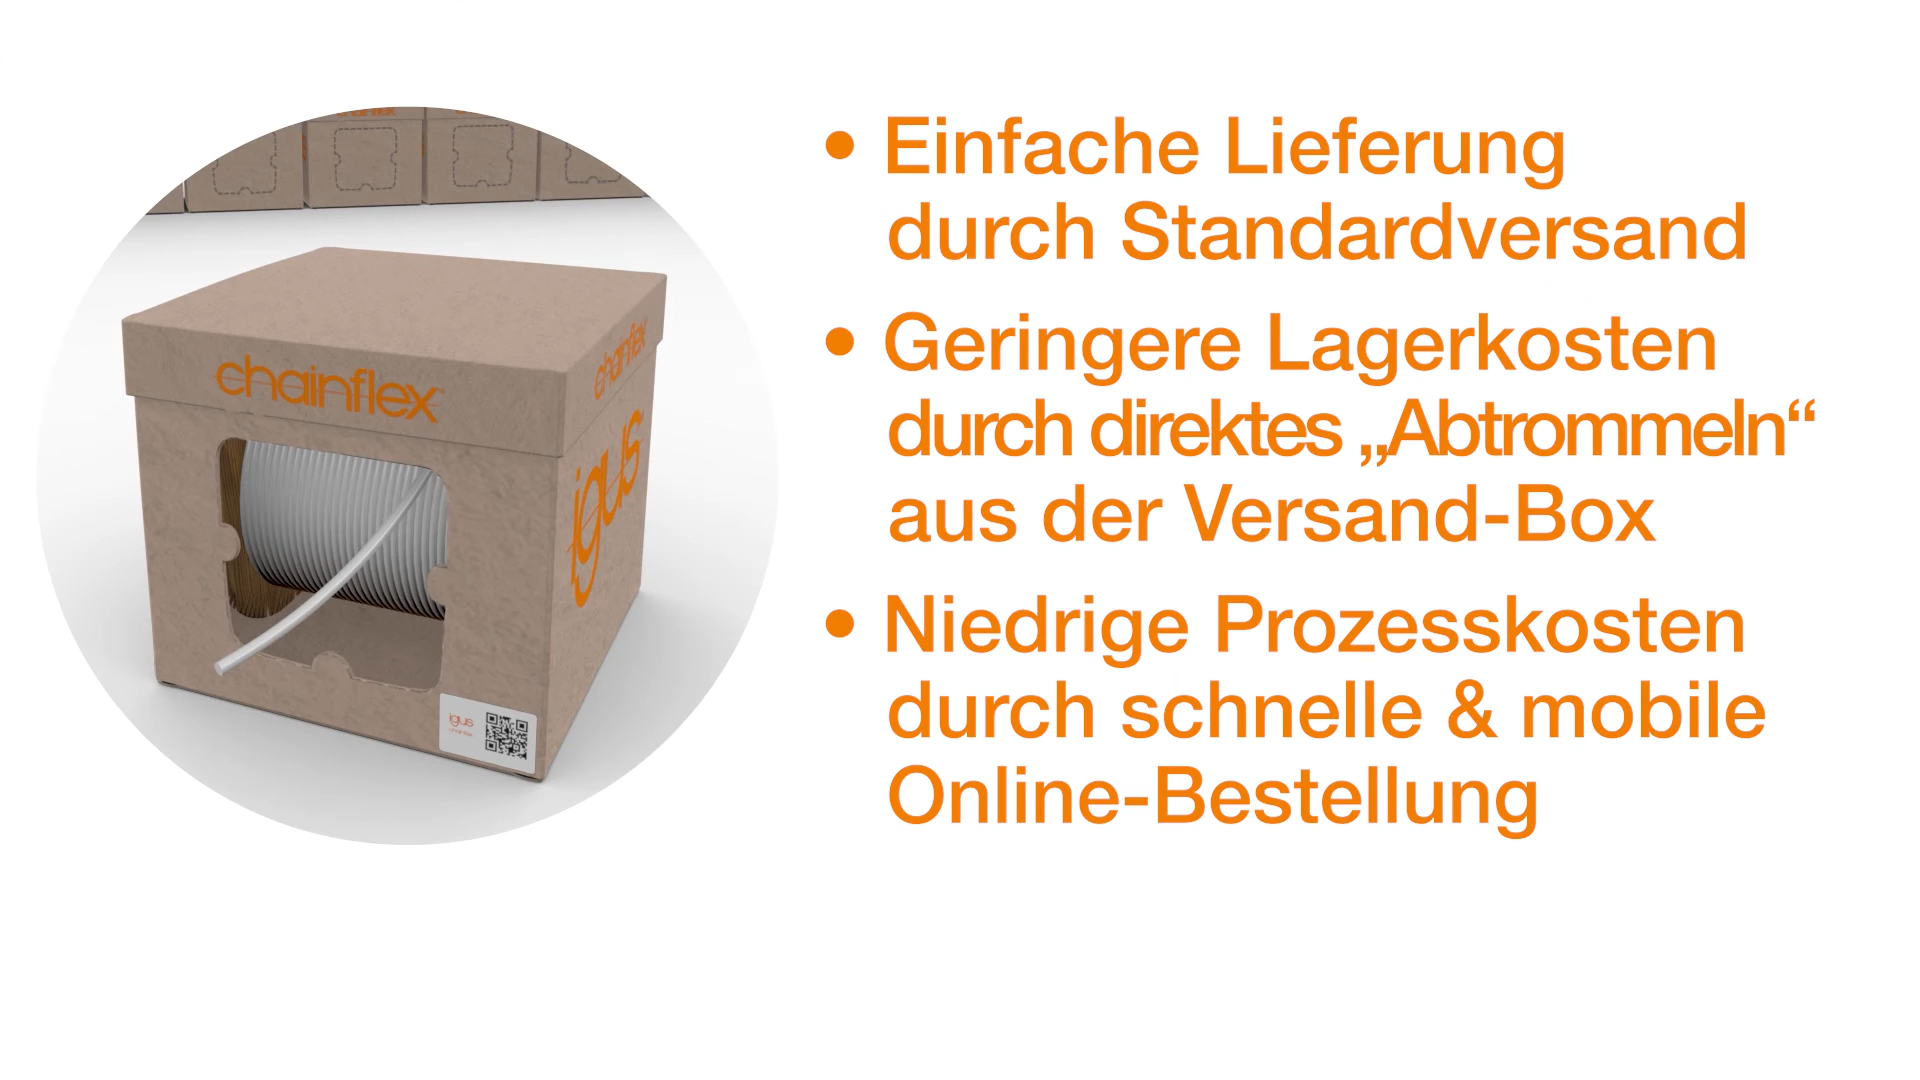 chainflex
chainflex
igus
igus
• Einfache Lieferung
durch Standardversand
• Geringere Lagerkosten
durch direktes „Abtrommeln“
aus der Versand-Box
• Niedrige Prozesskosten
durch schnelle & mobile
Online-Bestellung